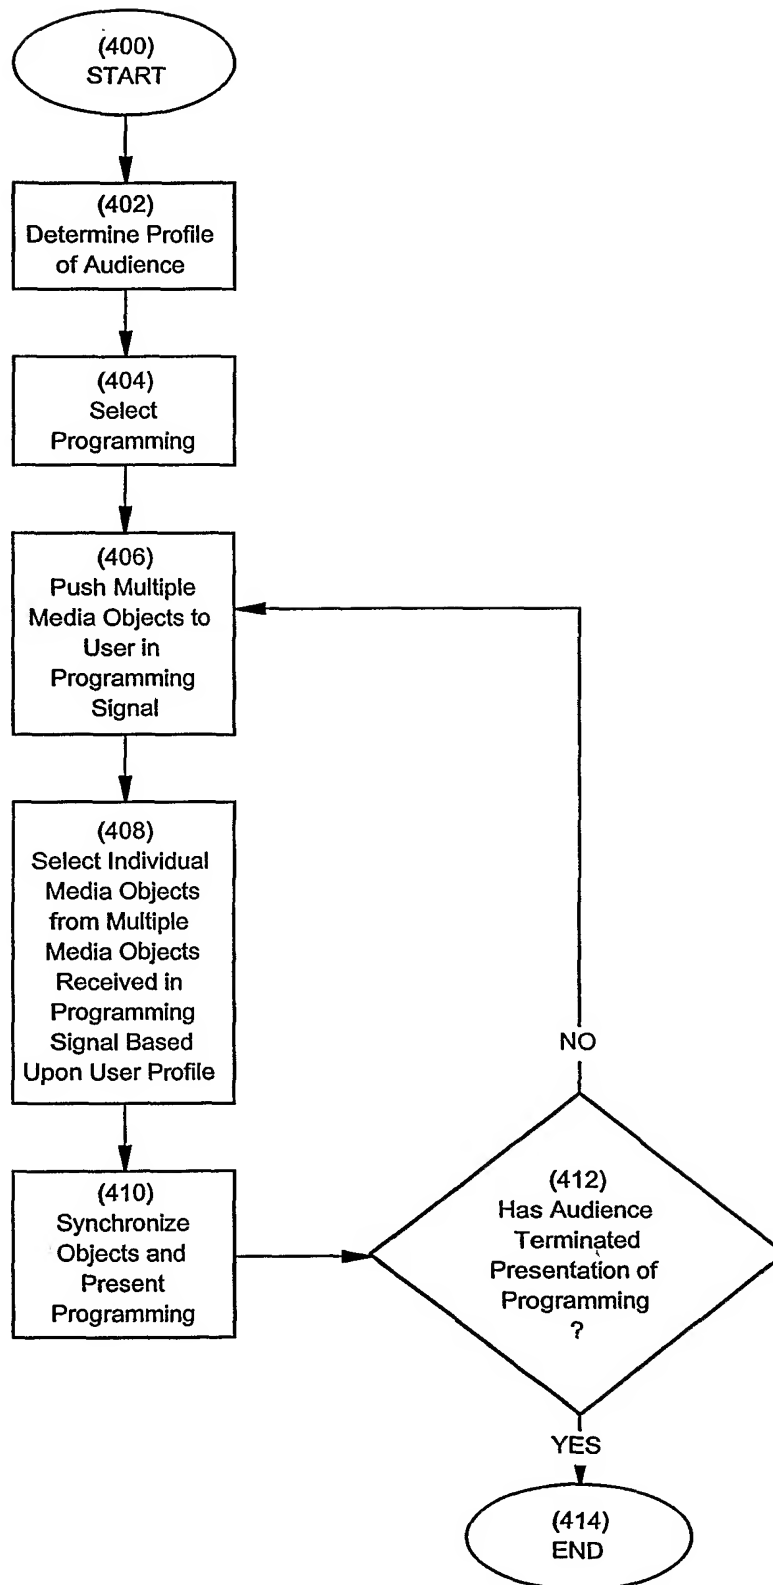 (400)
START
(402)
Determine Profile
of Audience
(404)
Select
Programming
(406)
Push Multiple
Media Objects to
User in
Programming
Signal
(408)
Select Individual
Media Objects
from Multiple
Media Objects
Received in
Programming
Signal Based
Upon User Profile
(410)
Synchronize
Objects and
Present
Programming
(412)
Has Audience
Terminated
Presentation of
Programming
?
NO
YES
(414)
END